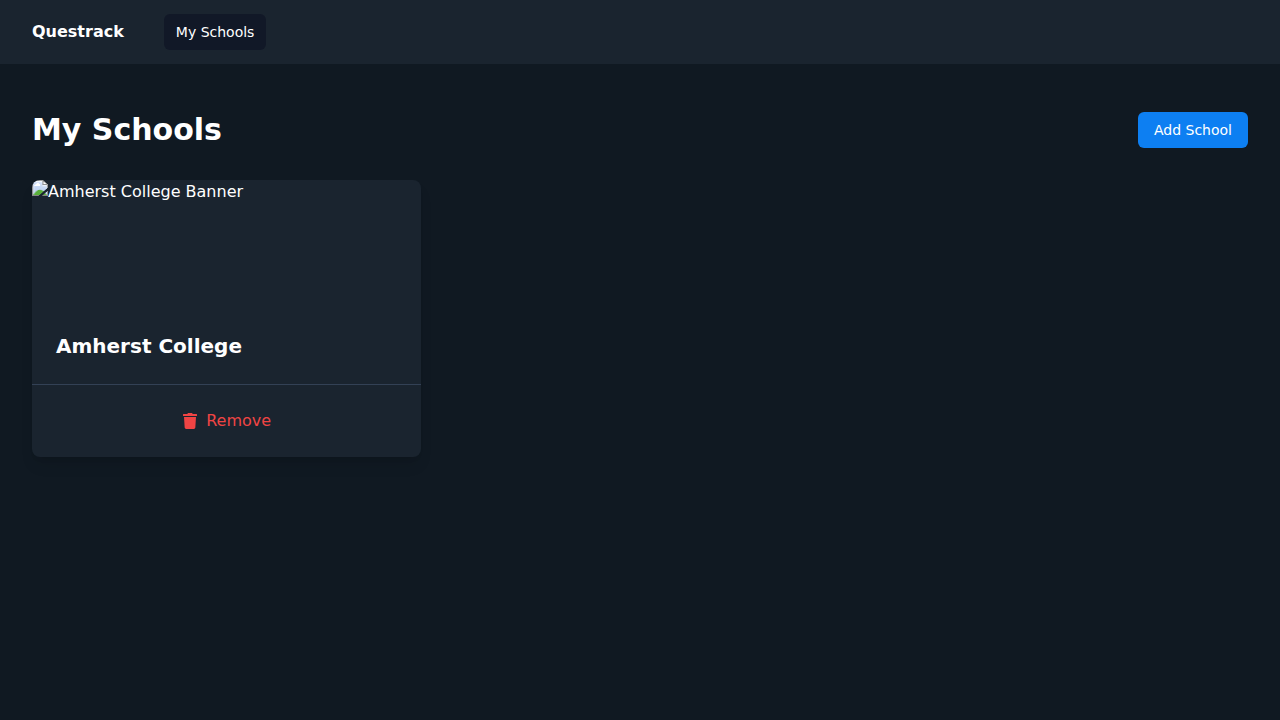 Questrack
My Schools
My Schools
Add School
Amherst College Banner
Amherst College
Remove